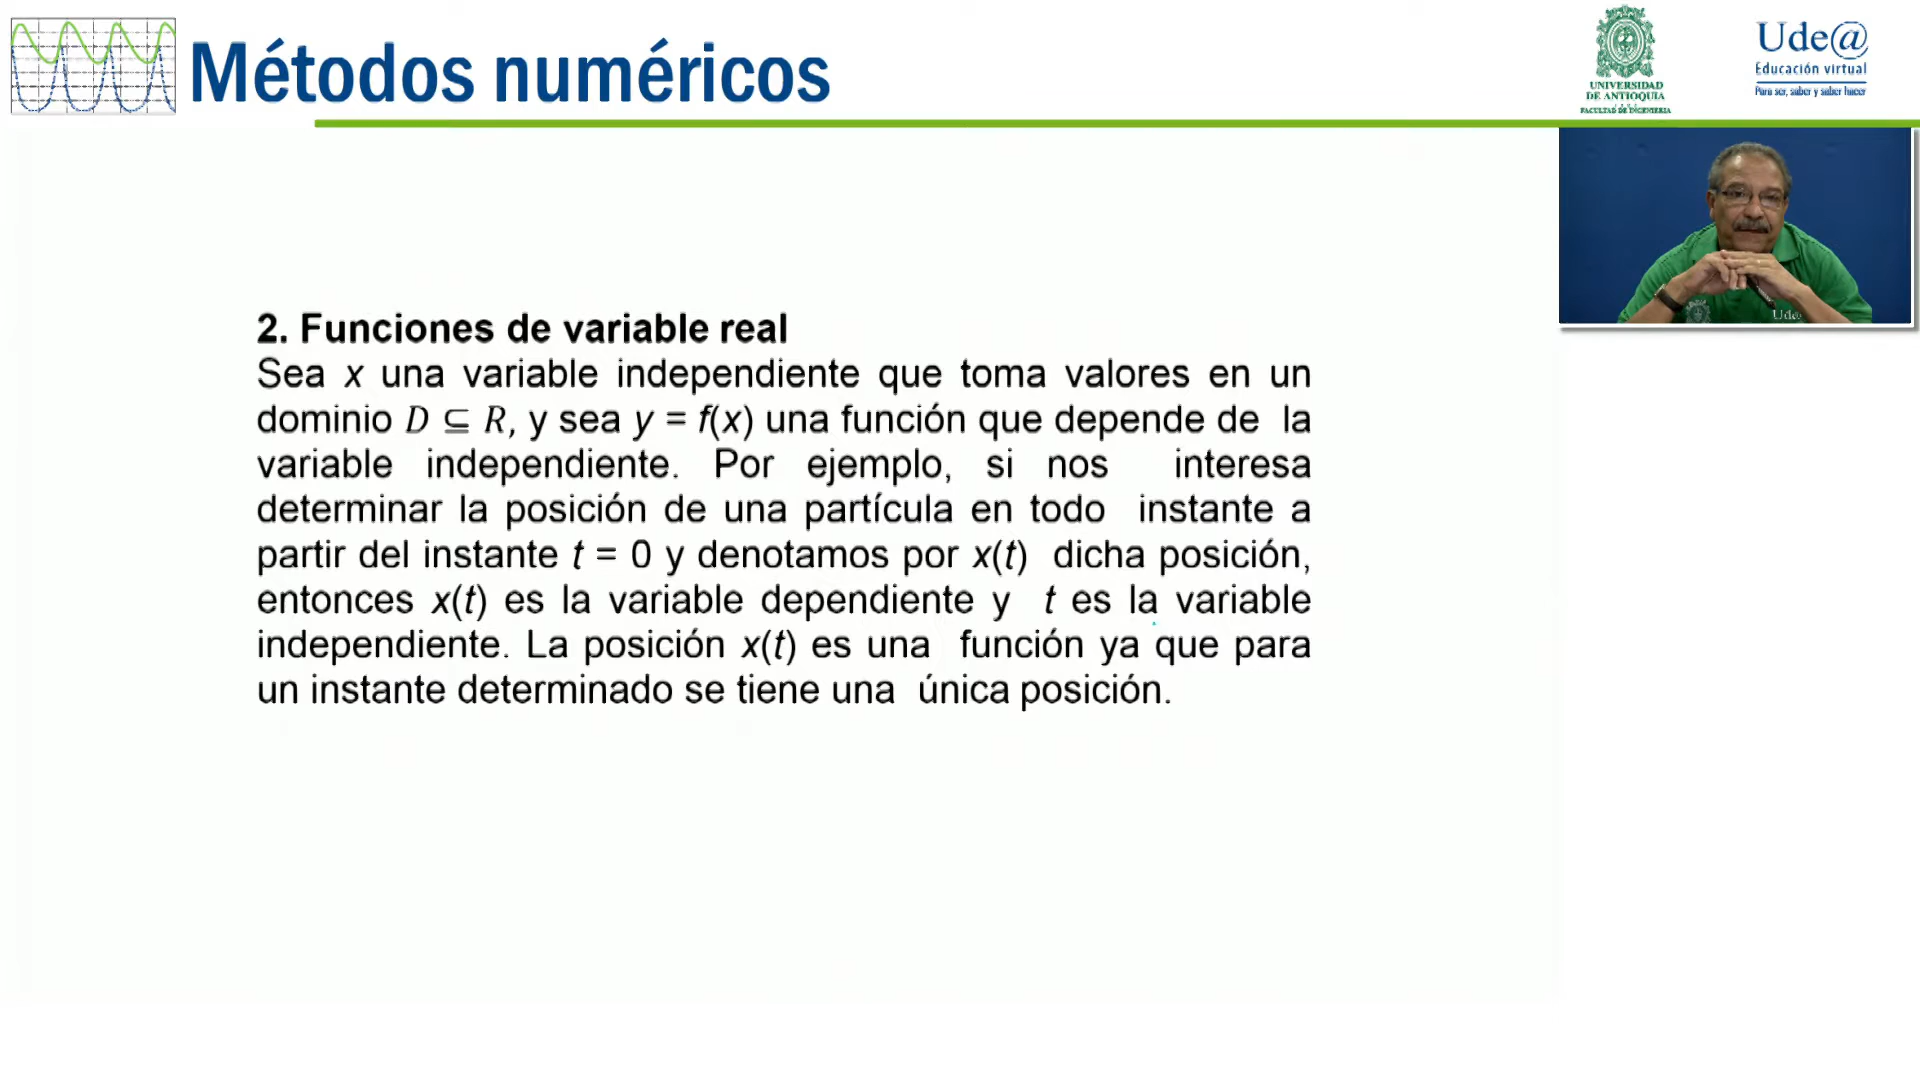 Métodos numéricos
UNIVERSIDAD
DE ANTIOQUIA
FACULTAD DE INGENIERIA
Ude@
Educación virtual
Para ser, saber y saber hacer
2. Funciones de variable real
Sea x una variable independiente que toma valores en un
dominio D ⊆ R, y sea y = f(x) una función que depende de la
variable independiente. Por ejemplo, si nos interesa
determinar la posición de una partícula en todo instante a
partir del instante t = 0 y denotamos por x(t) dicha posición,
entonces x(t) es la variable dependiente y t es la variable
independiente. La posición x(t) es una función ya que para
un instante determinado se tiene una única posición.
Ude@